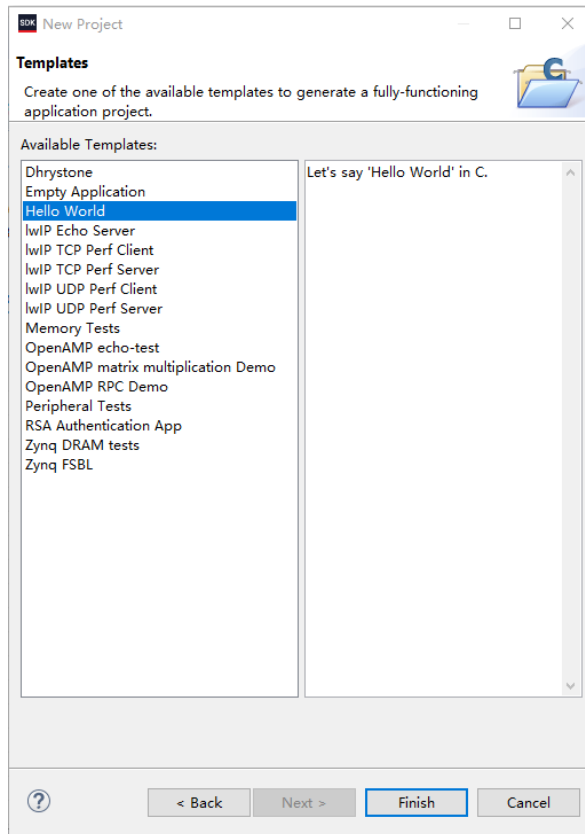 SDK New Project
Templates
Create one of the available templates to generate a fully-functioning
application project.
Available Templates:
Dhrystone
Empty Application
Hello World
lwIP Echo Server
lwIP TCP Perf Client
lwIP TCP Perf Server
lwIP UDP Perf Client
lwIP UDP Perf Server
Memory Tests
OpenAMP echo-test
OpenAMP matrix multiplication Demo
OpenAMP RPC Demo
Peripheral Tests
RSA Authentication App
Zynq DRAM tests
Zynq FSBL
Let's say 'Hello World' in C.
? < Back Next > Finish Cancel